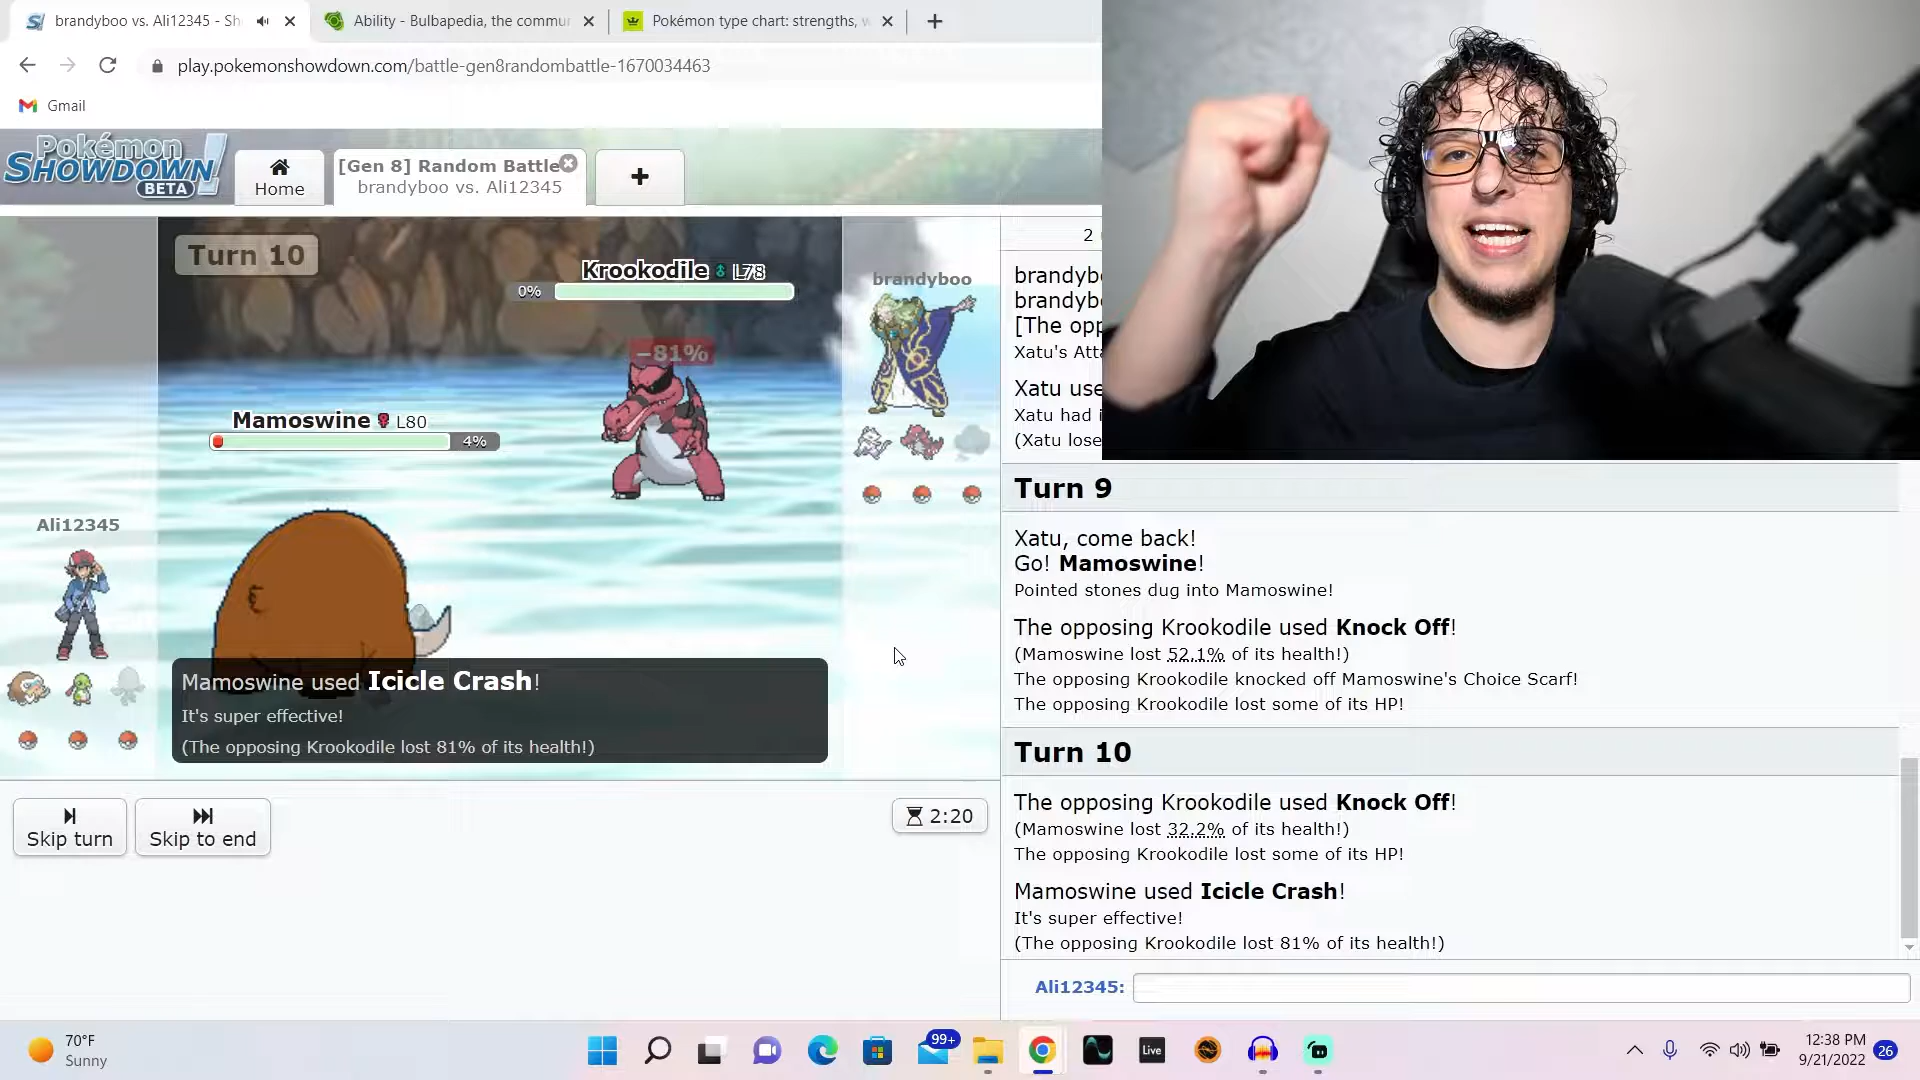 brandyboo vs. Ali12345 - Sh
Ability - Bulbapedia, the commun
Pokémon type chart: strengths, w
play.pokemonshowdown.com/battle-gen8randombattle-1670034463
Gmail
Pokémon
SHOWDOWN!
BETA
Home
[Gen 8] Random Battle
brandyboo vs. Ali12345
Turn 10
Krookodile L78
0%
-81%
Mamoswine L80
4%
brandyboo
Ali12345
Mamoswine used Icicle Crash!
It's super effective!
(The opposing Krookodile lost 81% of its health!)
Skip turn
Skip to end
2:20
2
brandybo
brandybo
[The opp
Xatu's Atta
Xatu use
Xatu had i
(Xatu lose
Turn 9
Xatu, come back!
Go! Mamoswine!
Pointed stones dug into Mamoswine!
The opposing Krookodile used Knock Off!
(Mamoswine lost 52.1% of its health!)
The opposing Krookodile knocked off Mamoswine's Choice Scarf!
The opposing Krookodile lost some of its HP!
Turn 10
The opposing Krookodile used Knock Off!
(Mamoswine lost 32.2% of its health!)
The opposing Krookodile lost some of its HP!
Mamoswine used Icicle Crash!
It's super effective!
(The opposing Krookodile lost 81% of its health!)
Ali12345:
70°F
Sunny
99+
Live
12:38 PM
9/21/2022
26